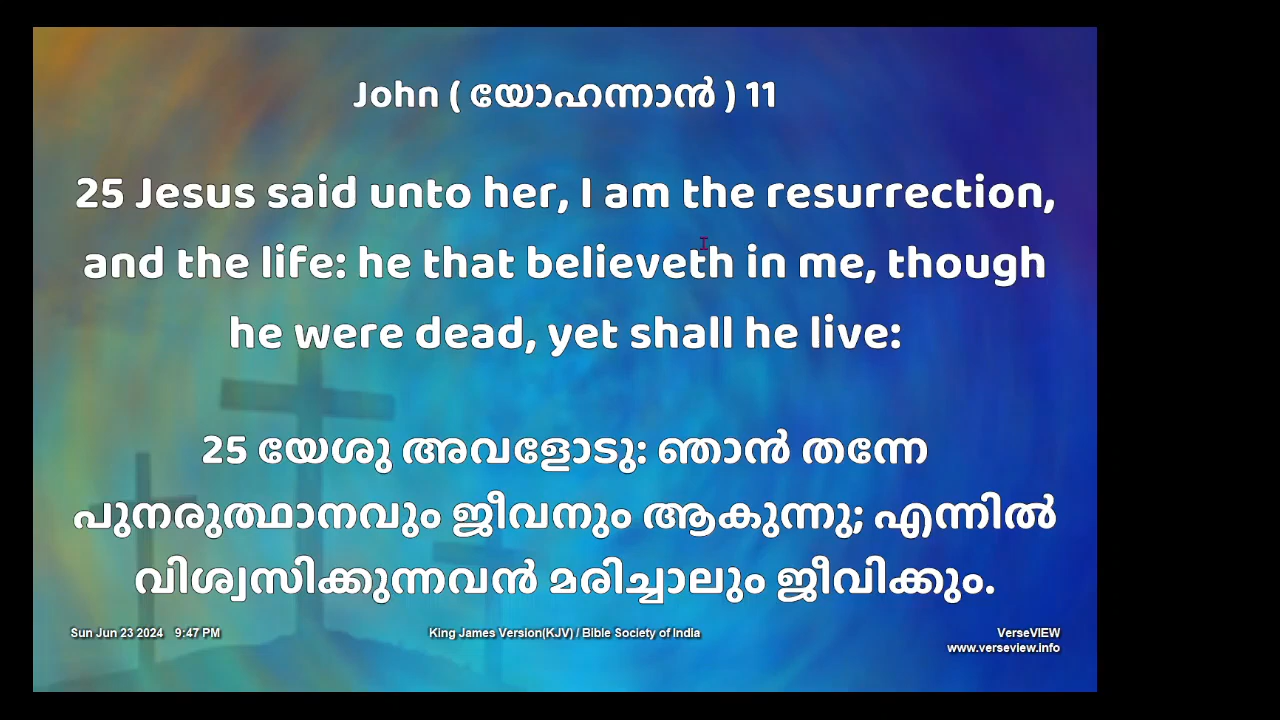 John ( യോഹന്നാൻ ) 11
25 Jesus said unto her, I am the resurrection,
and the life: he that believeth in me, though
he were dead, yet shall he live:
25 യേശു അവളോടു: ഞാൻ തന്നേ
പുനരുത്ഥാനവും ജീവനും ആകുന്നു; എന്നിൽ
വിശ്വസിക്കുന്നവൻ മരിച്ചാലും ജീവിക്കും.
Sun Jun 23 2024 9:47 PM
King James Version(KJV) / Bible Society of India
VerseVIEW
www.verseview.info